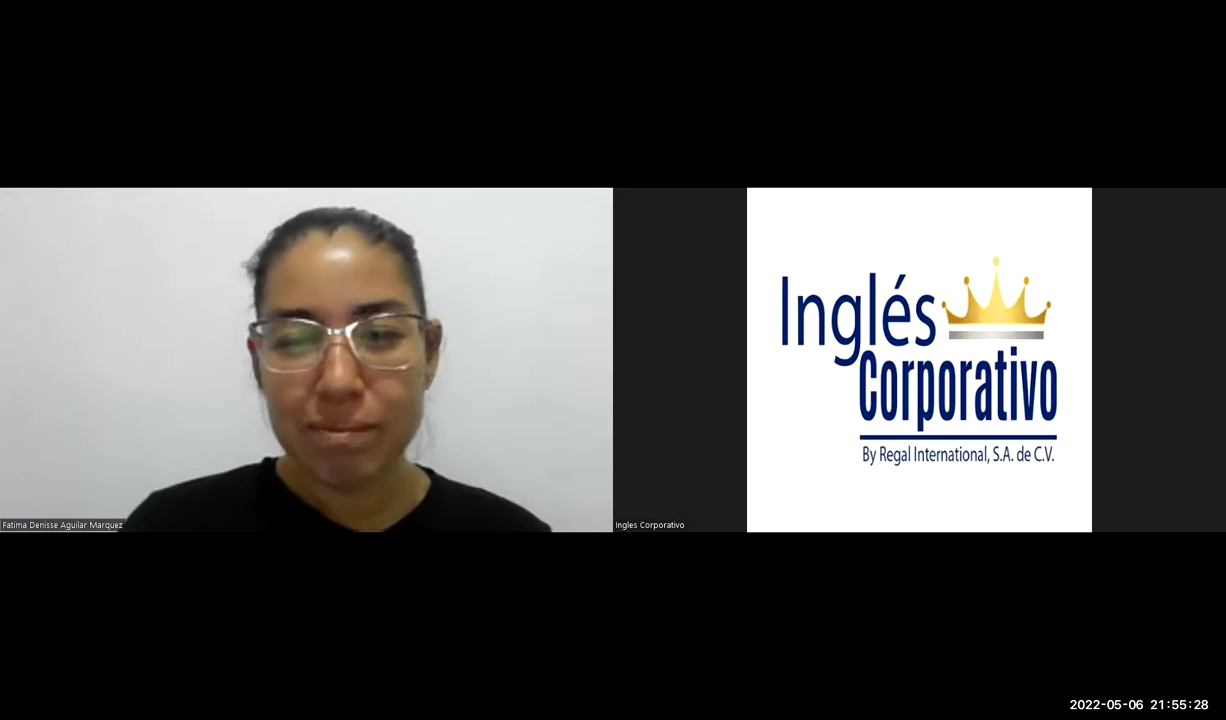 Inglés
Corporativo
By Regal International, S.A. de C.V.
Fatima Denisse Aguilar Marquez
Ingles Corporativo
2022-05-06 21:55:28